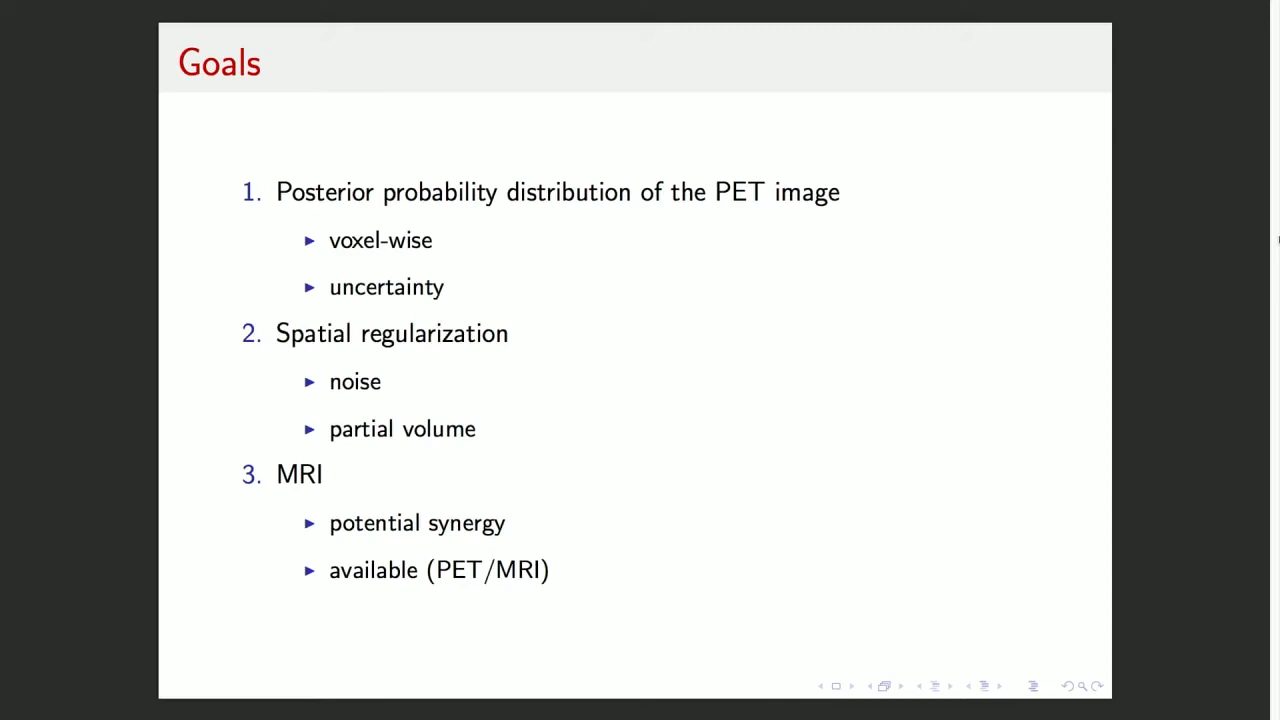 Goals
1. Posterior probability distribution of the PET image
▶ voxel-wise
▶ uncertainty
2. Spatial regularization
▶ noise
▶ partial volume
3. MRI
▶ potential synergy
▶ available (PET/MRI)